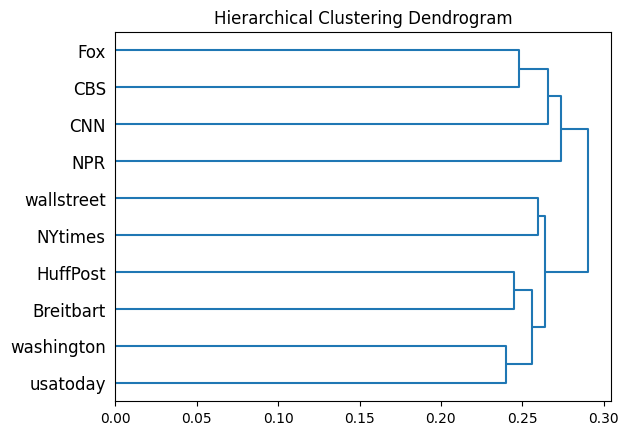 Hierarchical Clustering Dendrogram
Fox
CBS
CNN
NPR
wallstreet
NYtimes
HuffPost
Breitbart
washington
usatoday
0.00 0.05 0.10 0.15 0.20 0.25 0.30